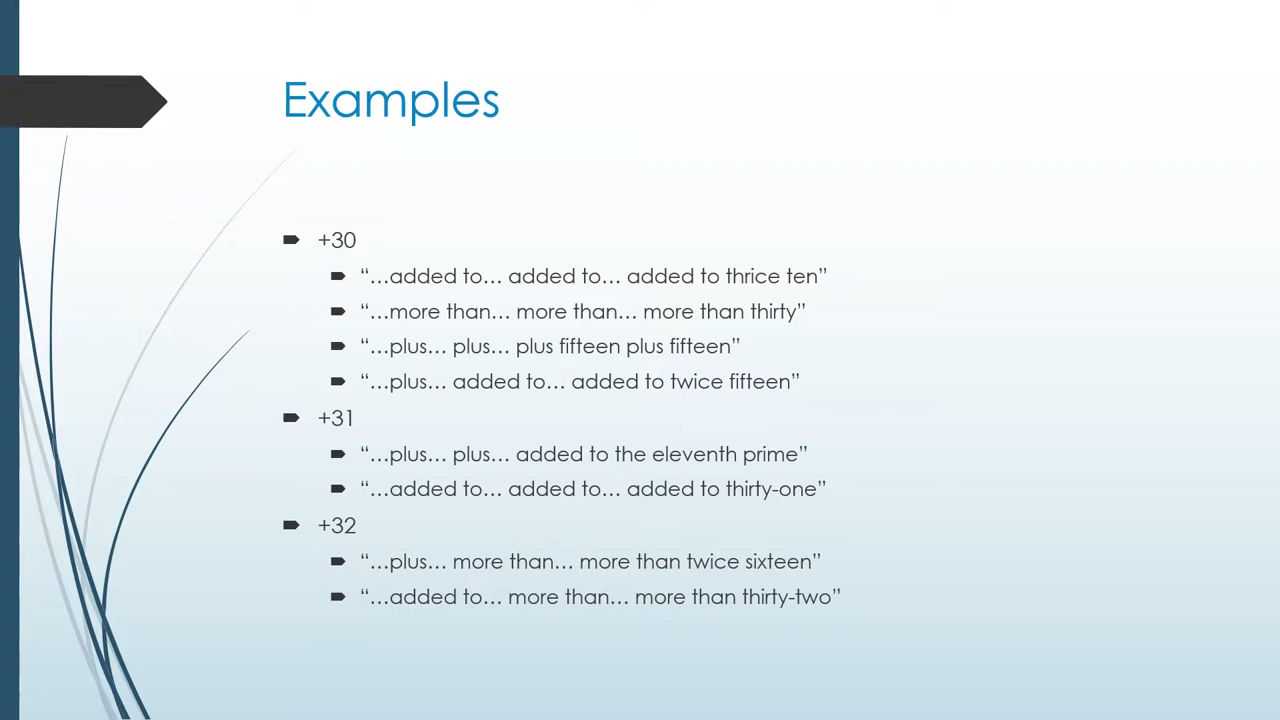 Examples
+30
“…added to… added to… added to thrice ten”
“…more than… more than… more than thirty”
“…plus… plus… plus fifteen plus fifteen”
“…plus… added to… added to twice fifteen”
+31
“…plus… plus… added to the eleventh prime”
“…added to… added to… added to thirty-one”
+32
“…plus… more than… more than twice sixteen”
“…added to… more than… more than thirty-two”